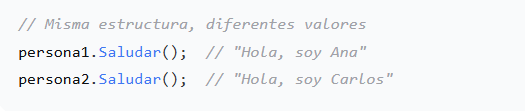 // Misma estructura, diferentes valores
persona1.Saludar();  // "Hola, soy Ana"
persona2.Saludar();  // "Hola, soy Carlos"